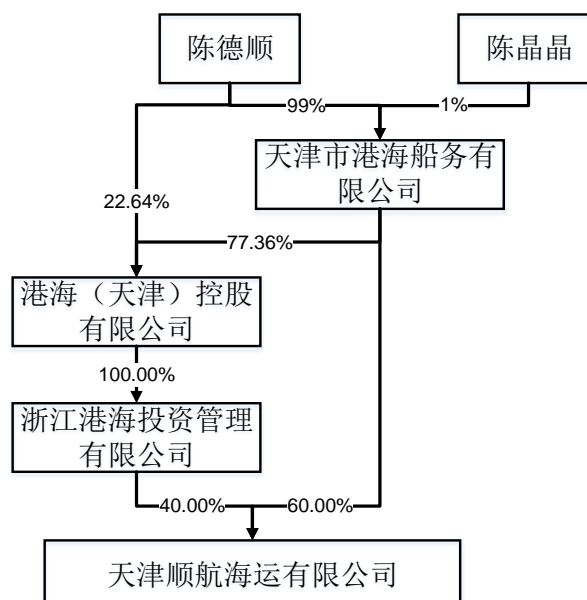 陈德顺
陈晶晶
99%
1%
天津市港海船务有
限公司
22.64%
77.36%
港海（天津）控股
有限公司
100.00%
浙江港海投资管理
有限公司
40.00%
60.00%
天津顺航海运有限公司